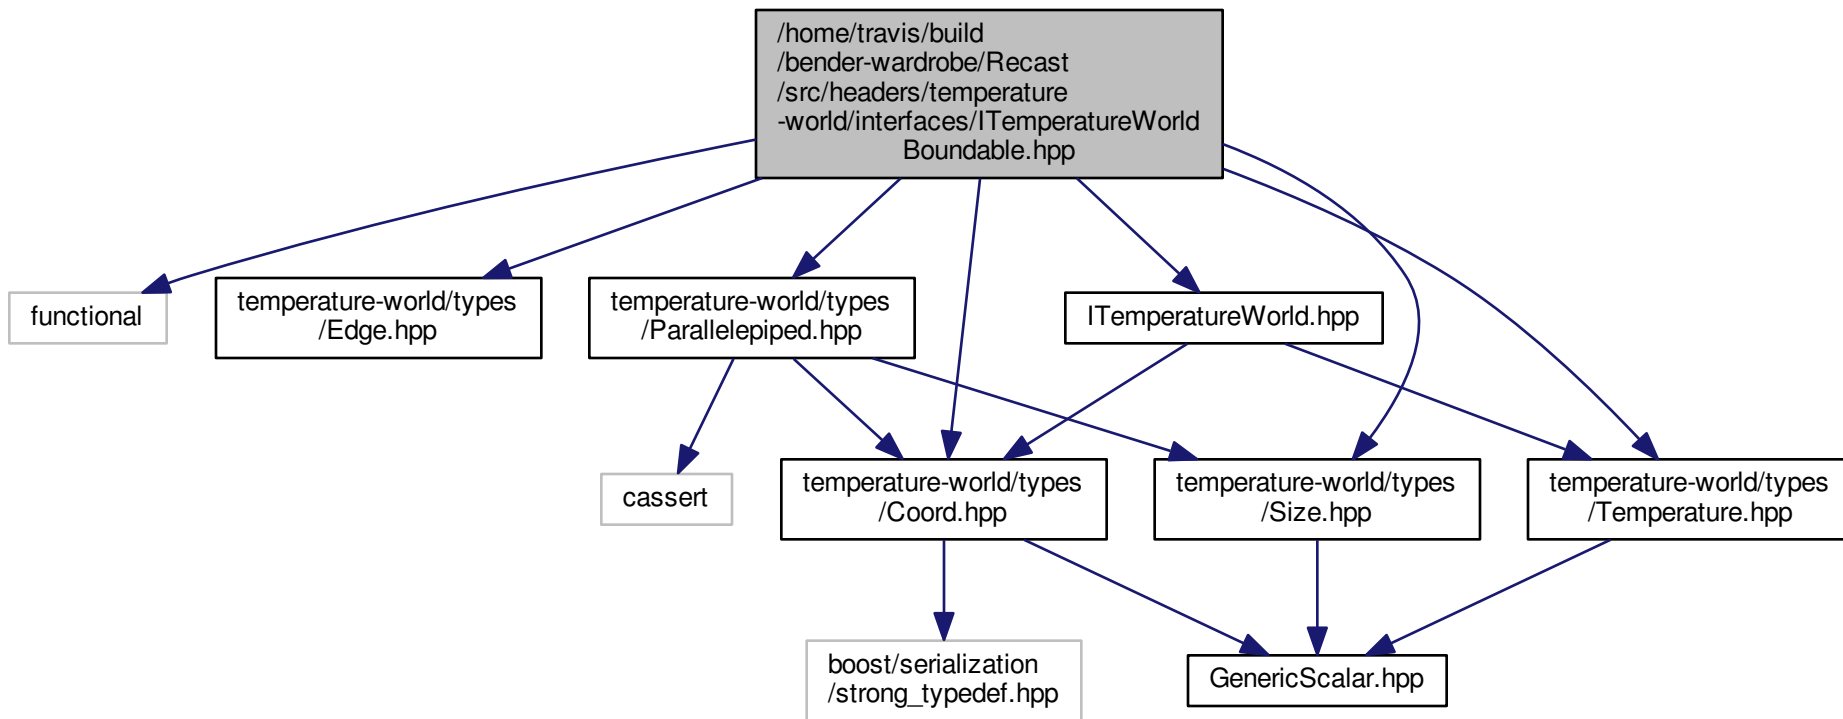 /home/travis/build
/bender-wardrobe/Recast
/src/headers/temperature
-world/interfaces/ITemperatureWorld
Boundable.hpp
functional
temperature-world/types
/Edge.hpp
temperature-world/types
/Parallelepiped.hpp
ITemperatureWorld.hpp
cassert
temperature-world/types
/Coord.hpp
temperature-world/types
/Size.hpp
temperature-world/types
/Temperature.hpp
boost/serialization
/strong_typedef.hpp
GenericScalar.hpp